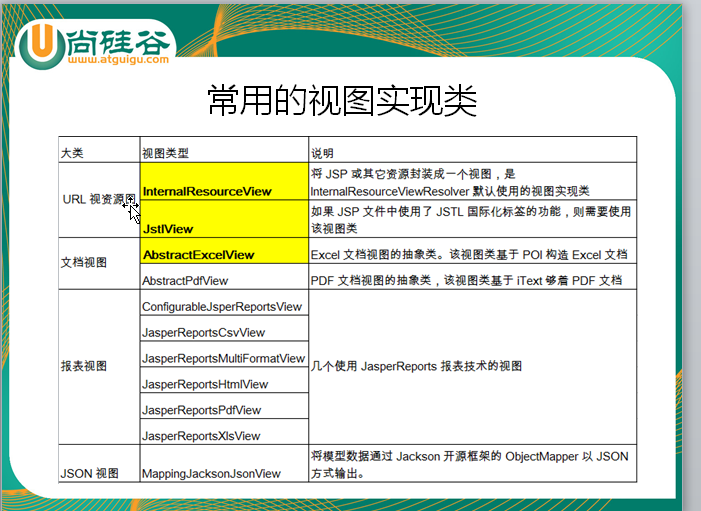 尚硅谷
www.atguigu.com
常用的视图实现类
大类 视图类型 说明
URL 视资源图 InternalResourceView 将 JSP 或其它资源封装成一个视图，是
InternalResourceViewResolver 默认使用的视图实现类
JstlView 如果 JSP 文件中使用了 JSTL 国际化标签的功能，则需要使用
该视图类
文档视图 AbstractExcelView Excel 文档视图的抽象类。该视图类基于 POI 构造 Excel 文档
AbstractPdfView PDF 文档视图的抽象类，该视图类基于 iText 够着 PDF 文档
报表视图 ConfigurableJsperReportsView 几个使用 JasperReports 报表技术的视图
JasperReportsCsvView
JasperReportsMultiFormatView
JasperReportsHtmlView
JasperReportsPdfView
JasperReportsXlsView
JSON 视图 MappingJacksonJsonView 将模型数据通过 Jackson 开源框架的 ObjectMapper 以 JSON
方式输出。